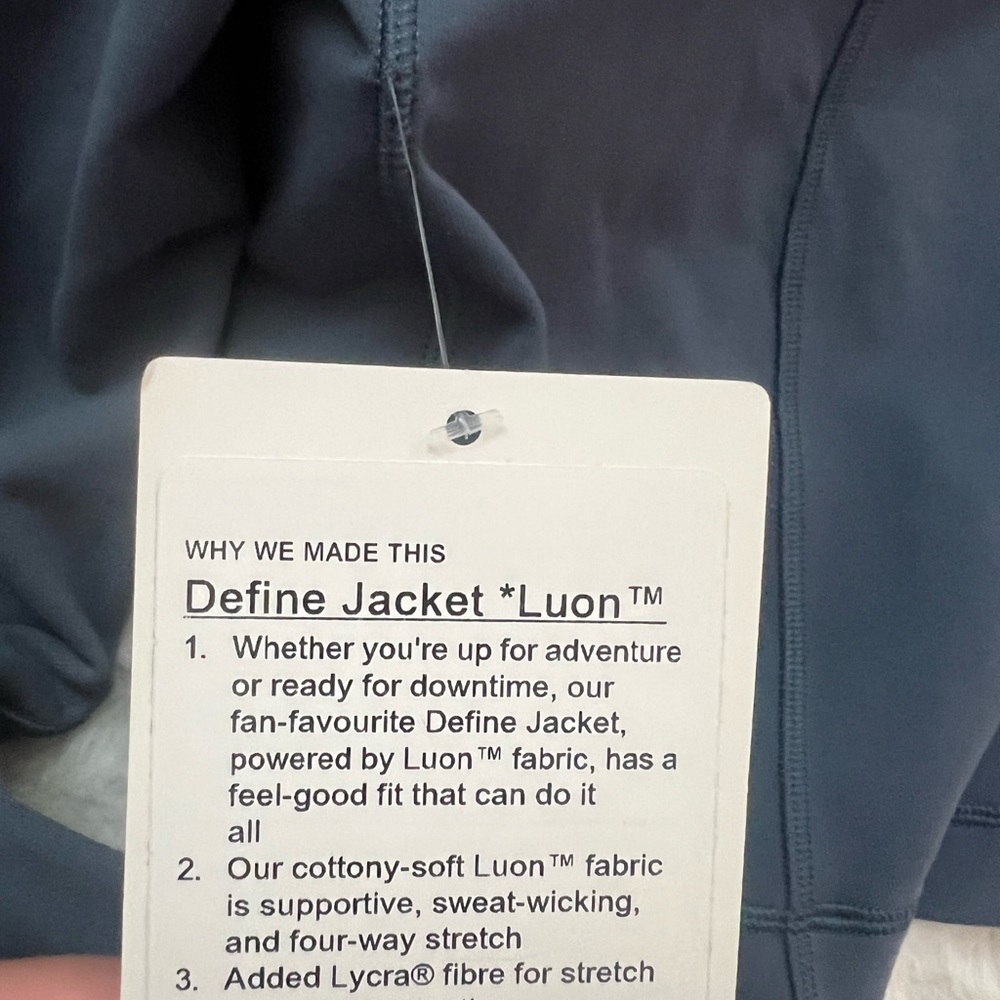 WHY WE MADE THIS
Define Jacket *Luon™
1. Whether you're up for adventure
or ready for downtime, our
fan-favourite Define Jacket,
powered by Luon™ fabric, has a
feel-good fit that can do it
all
2. Our cottony-soft Luon™ fabric
is supportive, sweat-wicking,
and four-way stretch
3. Added Lycra® fibre for stretch